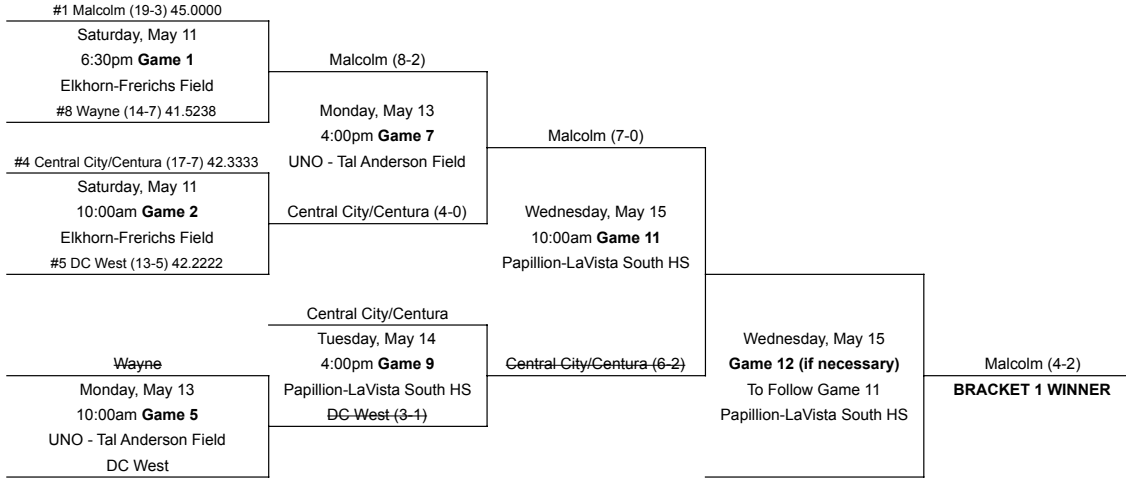 #1 Malcolm (19-3) 45.0000
Saturday, May 11
6:30pm Game 1
Elkhorn-Frerichs Field
#8 Wayne (14-7) 41.5238
#4 Central City/Centura (17-7) 42.3333
Saturday, May 11
10:00am Game 2
Elkhorn-Frerichs Field
#5 DC West (13-5) 42.2222
Wayne
Monday, May 13
10:00am Game 5
UNO - Tal Anderson Field
DC West
Malcolm (8-2)
Monday, May 13
4:00pm Game 7
UNO - Tal Anderson Field
Central City/Centura (4-0)
Central City/Centura
Tuesday, May 14
4:00pm Game 9
Papillion-LaVista South HS
DC West (3-1)
Malcolm (7-0)
Wednesday, May 15
10:00am Game 11
Papillion-LaVista South HS
Central City/Centura (6-2)
Wednesday, May 15
Game 12 (if necessary)
To Follow Game 11
Papillion-LaVista South HS
Malcolm (4-2)
BRACKET 1 WINNER